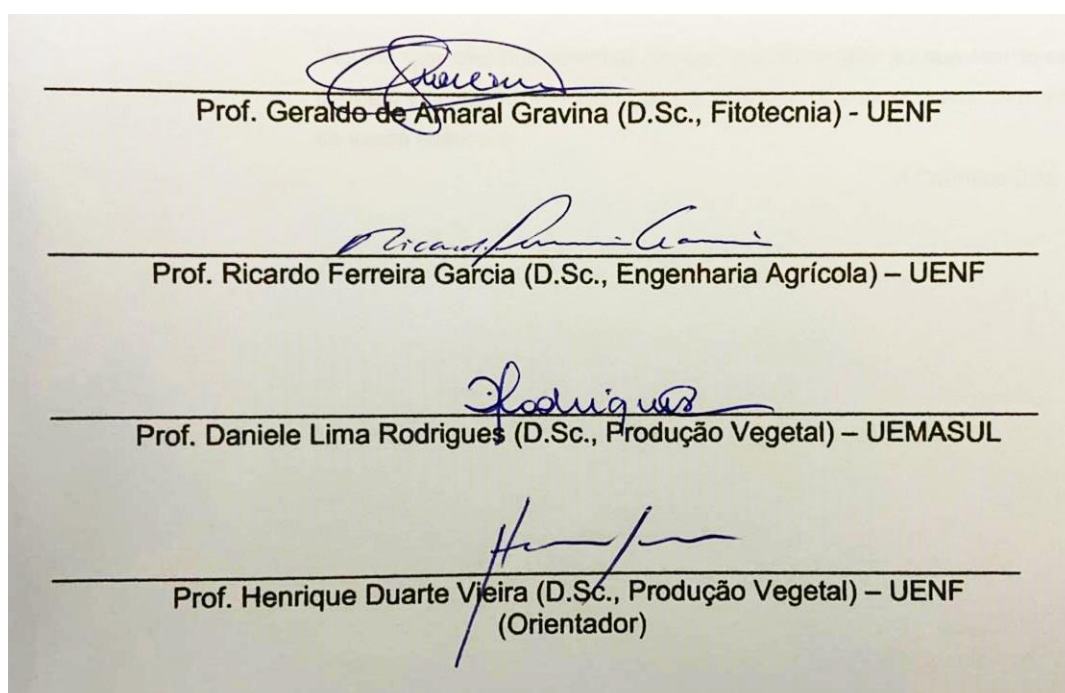 Prof. Geraldo de Amaral Gravina (D.Sc., Fitotecnia) - UENF
Prof. Ricardo Ferreira Garcia (D.Sc., Engenharia Agrícola) – UENF
Rodrigues
Prof. Daniele Lima Rodrigues (D.Sc., Produção Vegetal) – UEMASUL
Prof. Henrique Duarte Vieira (D.Sc., Produção Vegetal) – UENF
(Orientador)